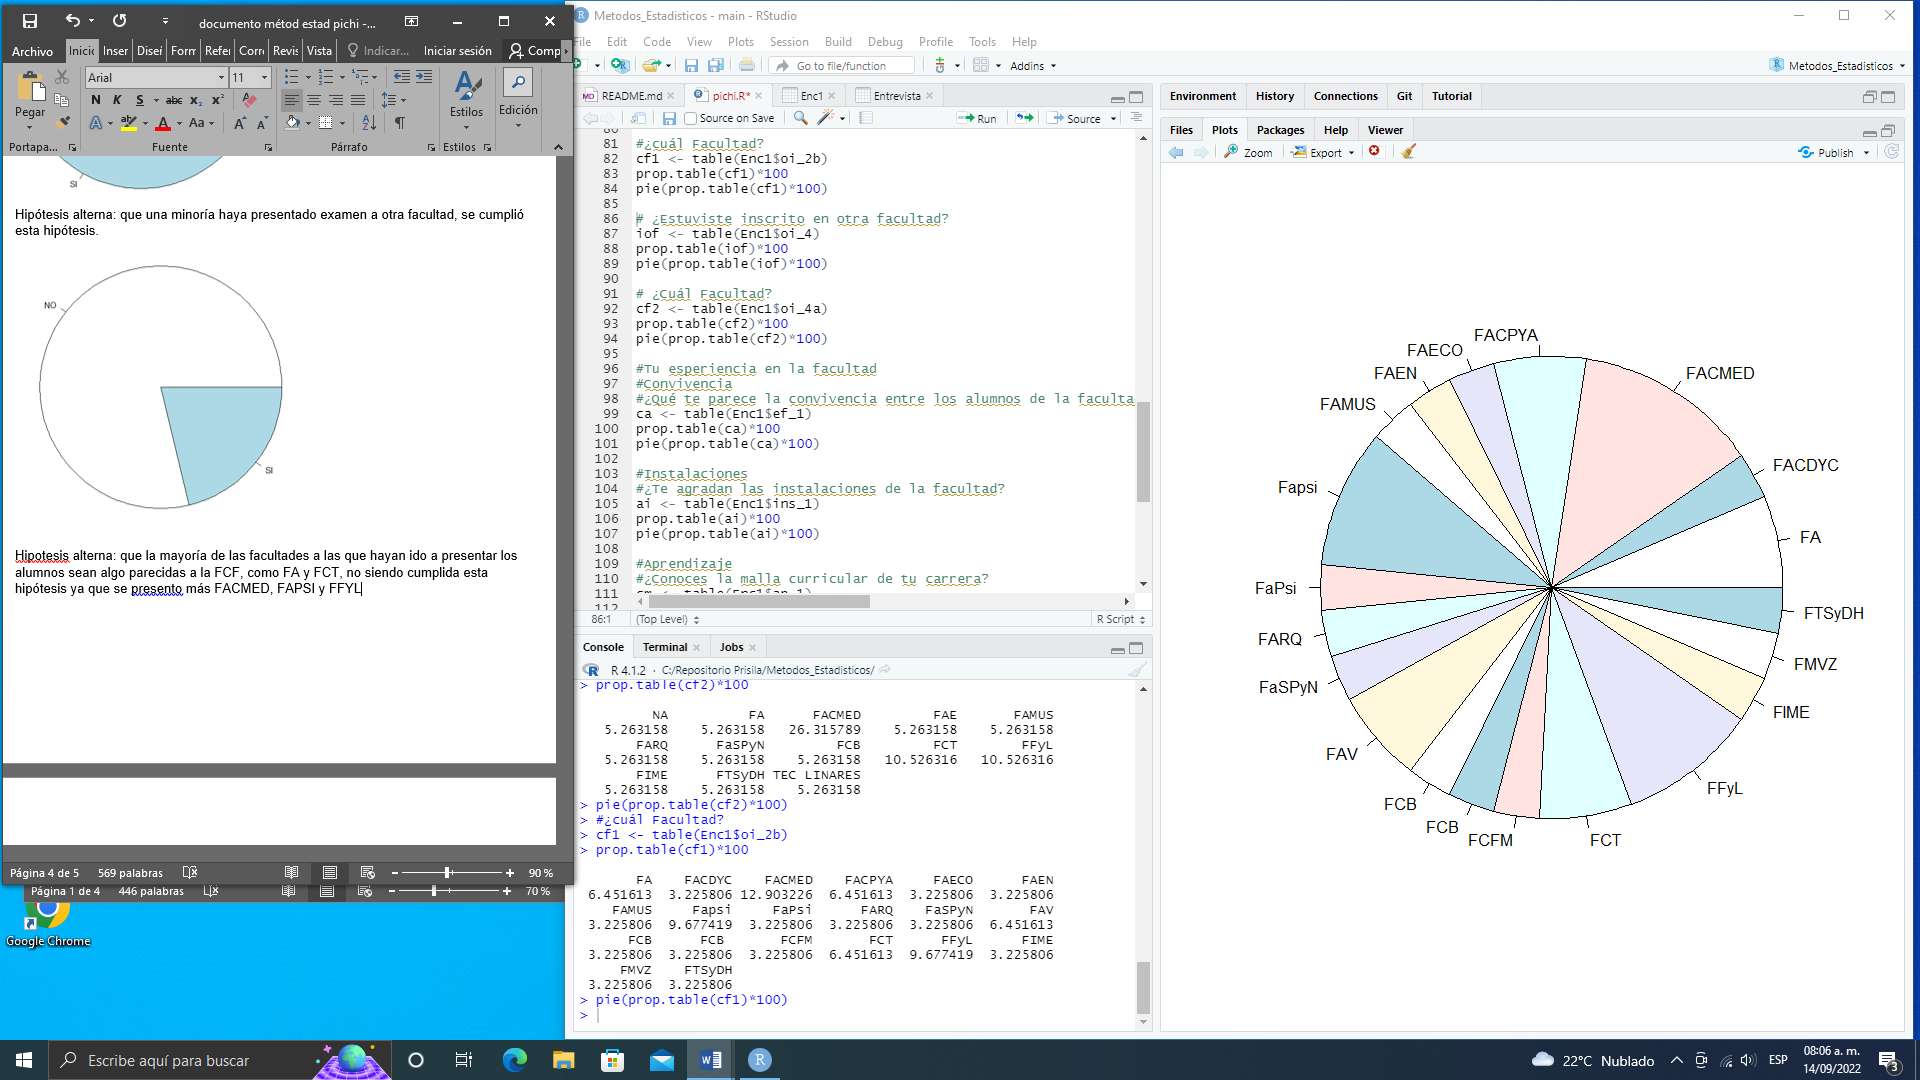 documento métod estad pichi -...
Archivo
Inicio
Inser
Diseí
Form
Refe
Corre
Revis
Vista
Indicar...
Iniciar sesión
Comp
Pegar
Arial
11
N K S abc x₂ x²
Aa
Estilos
Edición
Portapa...
Fuente
Párrafo
Estilos
SI
Hipótesis alterna: que una minoría haya presentado examen a otra facultad, se cumplió
esta hipótesis.
NO
SI
Hipotesis alterna: que la mayoría de las facultades a las que hayan ido a presentar los
alumnos sean algo parecidas a la FCF, como FA y FCT, no siendo cumplida esta
hipótesis ya que se presento más FACMED, FAPSI y FFYL
Página 4 de 5 569 palabras 90 %
Página 1 de 4 446 palabras 70 %
Google Chrome
Metodos_Estadisticos - main - RStudio
File Edit Code View Plots Session Build Debug Profile Tools Help
Go to file/function
Addins
Metodos_Estadisticos
README.md
pichi.R*
Enc1
Entrevista
Source on Save
Run
Source
81 #¿cuál Facultad?
82 cf1 <- table(Enc1$oi_2b)
83 prop.table(cf1)*100
84 pie(prop.table(cf1)*100)
85
86 # ¿Estuviste inscrito en otra facultad?
87 iof <- table(Enc1$oi_4)
88 prop.table(iof)*100
89 pie(prop.table(iof)*100)
90
91 # ¿Cuál Facultad?
92 cf2 <- table(Enc1$oi_4a)
93 prop.table(cf2)*100
94 pie(prop.table(cf2)*100)
95
96 #Tu esperiencia en la facultad
97 #Convivencia
98 #¿Qué te parece la convivencia entre los alumnos de la faculta
99 ca <- table(Enc1$ef_1)
100 prop.table(ca)*100
101 pie(prop.table(ca)*100)
102
103 #Instalaciones
104 #¿Te agradan las instalaciones de la facultad?
105 ai <- table(Enc1$ins_1)
106 prop.table(ai)*100
107 pie(prop.table(ai)*100)
108
109 #Aprendizaje
110 #¿Conoces la malla curricular de tu carrera?
111
112
86:1 (Top Level) R Script
Console Terminal Jobs
R 4.1.2 · C:/Repositorio Prisila/Metodos_Estadisticos/
> prop.table(cf2)*100
NA FA FACMED FAE FAMUS
5.263158 5.263158 26.315789 5.263158 5.263158
FARQ FaSPyN FCB FCT FFyL
5.263158 5.263158 5.263158 10.526316 10.526316
FIME FTSyDH TEC LINARES
5.263158 5.263158 5.263158
> pie(prop.table(cf2)*100)
> #¿cuál Facultad?
> cf1 <- table(Enc1$oi_2b)
> prop.table(cf1)*100
FA FACDYC FACMED FACPYA FAECO FAEN
6.451613 3.225806 12.903226 6.451613 3.225806 3.225806
FAMUS Fapsi FaPsi FARQ FaSPyN FAV
3.225806 9.677419 3.225806 3.225806 3.225806 6.451613
FCB FCB FCFM FCT FFyL FIME
3.225806 3.225806 3.225806 6.451613 9.677419 3.225806
FMVZ FTSyDH
3.225806 3.225806
> pie(prop.table(cf1)*100)
>
Environment History Connections Git Tutorial
Files Plots Packages Help Viewer
Zoom Export Publish
FACPYA
FAECO
FACMED
FAEN
FAMUS
FACDYC
Fapsi
FA
FaPsi
FTSyDH
FARQ
FMVZ
FaSPyN
FIME
FAV
FFyL
FCB
FCB
FCFM
FCT
Escribe aquí para buscar
22°C Nublado
ESP
08:06 a. m.
14/09/2022
3